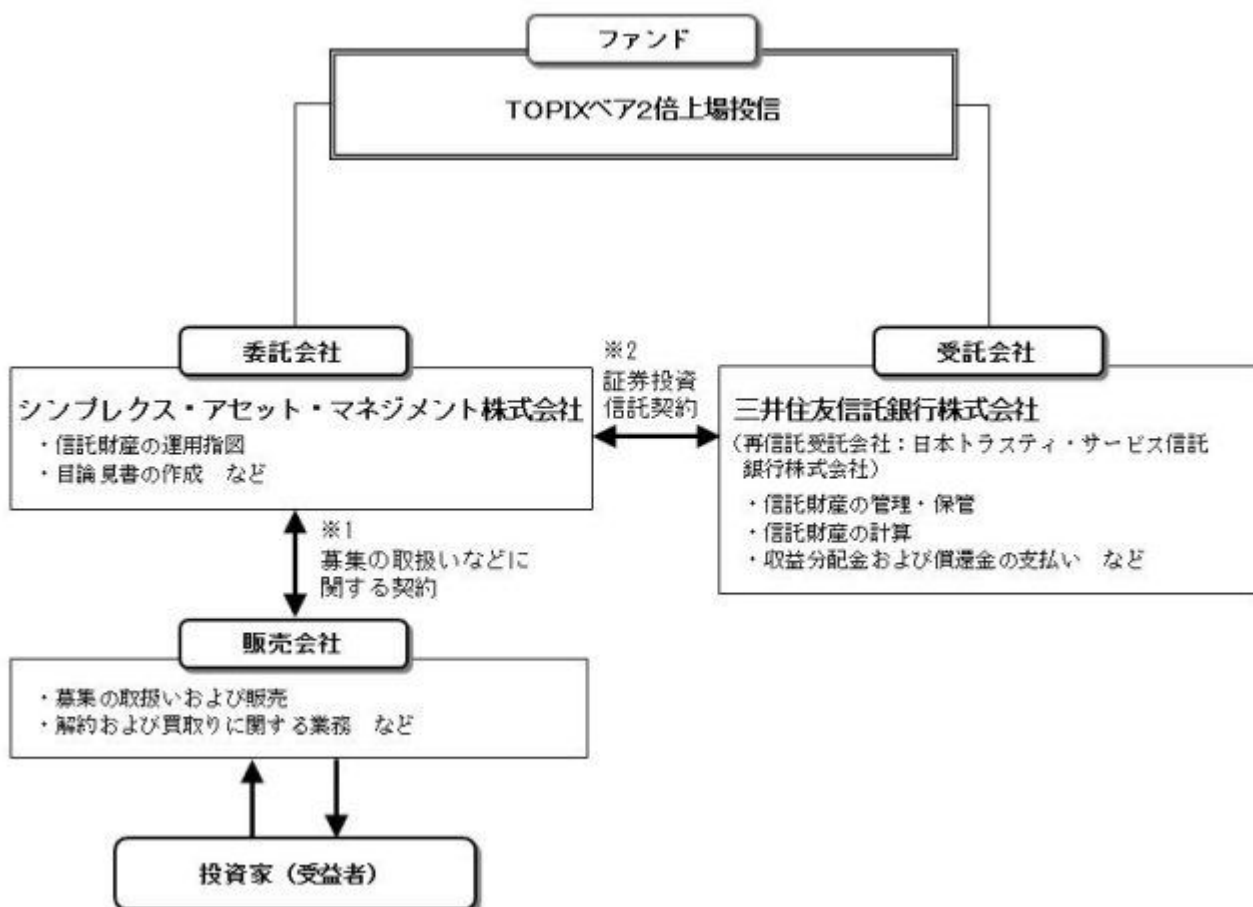 ファンド
TOPIXベア2倍上場投信
委託会社
シンプレクス・アセット・マネジメント株式会社
・信託財産の運用指図
・目論見書の作成　など
※2
証券投資
信託契約
受託会社
三井住友信託銀行株式会社
（再信託受託会社：日本トラスティ・サービス信託
銀行株式会社）
・信託財産の管理・保管
・信託財産の計算
・収益分配金および償還金の支払い　など
※1
募集の取扱いなどに
関する契約
販売会社
・募集の取扱いおよび販売
・解約および買取りに関する業務　など
投資家（受益者）